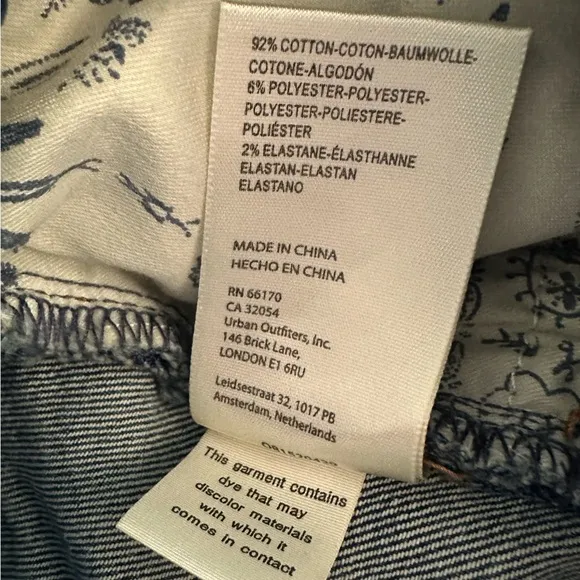 92% COTTON-COTON-BAUMWOLLE-
COTONE-ALGODÓN
6% POLYESTER-POLYESTER-
POLYESTER-POLIESTERE-
POLIÉSTER
2% ELASTANE-ÉLASTHANNE
ELASTAN-ELASTAN
ELASTANO
MADE IN CHINA
HECHO EN CHINA
RN 66170
CA 32054
Urban Outfiters, Inc.
146 Brick Lane,
LONDON E1 6RU
Leidsestraat 32, 1017 PB
Amsterdam, Netherlands
This garment contains
dye that may
discolor materials
with which it
comes in contact